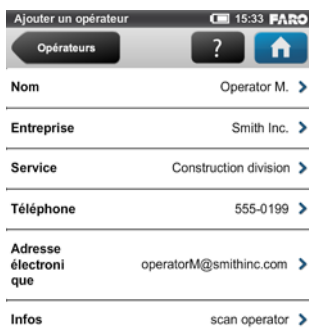 Ajouter un opérateur 15:33 FARO
Opérateurs ?
Nom Operator M.
Entreprise Smith Inc.
Service Construction division
Téléphone 555-0199
Adresse
électroni operatorM@smithinc.com
que
Infos scan operator